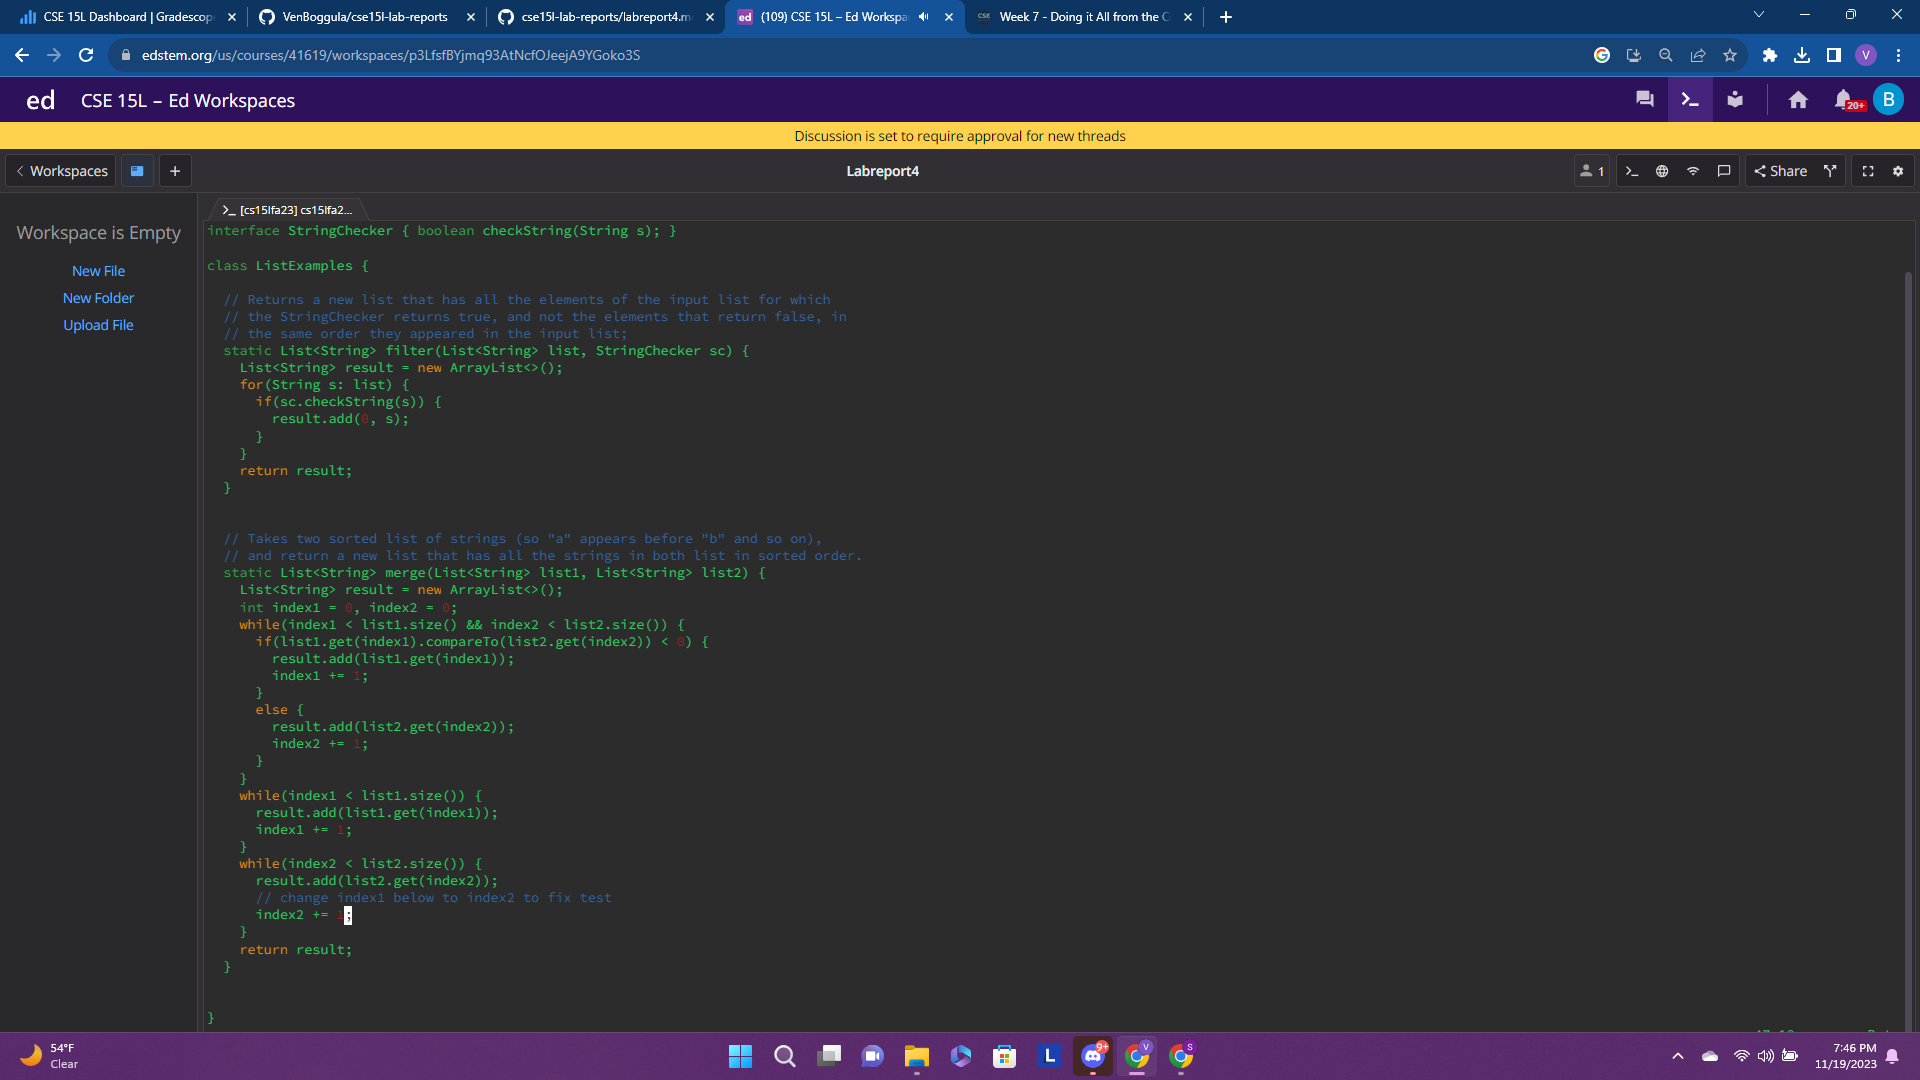 CSE 15L Dashboard | Gradescope
VenBoggula/cse15l-lab-reports
cse15l-lab-reports/labreport4.m
(109) CSE 15L – Ed Workspa
Week 7 - Doing it All from the C
edstem.org/us/courses/41619/workspaces/p3LfsfBYjmq93AtNcfOJeejA9YGoko3S
ed CSE 15L – Ed Workspaces
20+
B
Discussion is set to require approval for new threads
Workspaces
Labreport4
1
Share
[cs15lfa23] cs15lfa2...
Workspace is Empty
New File
New Folder
Upload File
interface StringChecker { boolean checkString(String s); }
class ListExamples {
// Returns a new list that has all the elements of the input list for which
// the StringChecker returns true, and not the elements that return false, in
// the same order they appeared in the input list;
static List<String> filter(List<String> list, StringChecker sc) {
List<String> result = new ArrayList<>();
for(String s: list) {
if(sc.checkString(s)) {
result.add(0, s);
}
}
return result;
}
// Takes two sorted list of strings (so "a" appears before "b" and so on),
// and return a new list that has all the strings in both list in sorted order.
static List<String> merge(List<String> list1, List<String> list2) {
List<String> result = new ArrayList<>();
int index1 = 0, index2 = 0;
while(index1 < list1.size() && index2 < list2.size()) {
if(list1.get(index1).compareTo(list2.get(index2)) < 0) {
result.add(list1.get(index1));
index1 += 1;
}
else {
result.add(list2.get(index2));
index2 += 1;
}
}
while(index1 < list1.size()) {
result.add(list1.get(index1));
index1 += 1;
}
while(index2 < list2.size()) {
result.add(list2.get(index2));
// change index1 below to index2 to fix test
index2 += 1;
}
return result;
}
}
54°F
Clear
L
9+
V
S
7:46 PM
11/19/2023